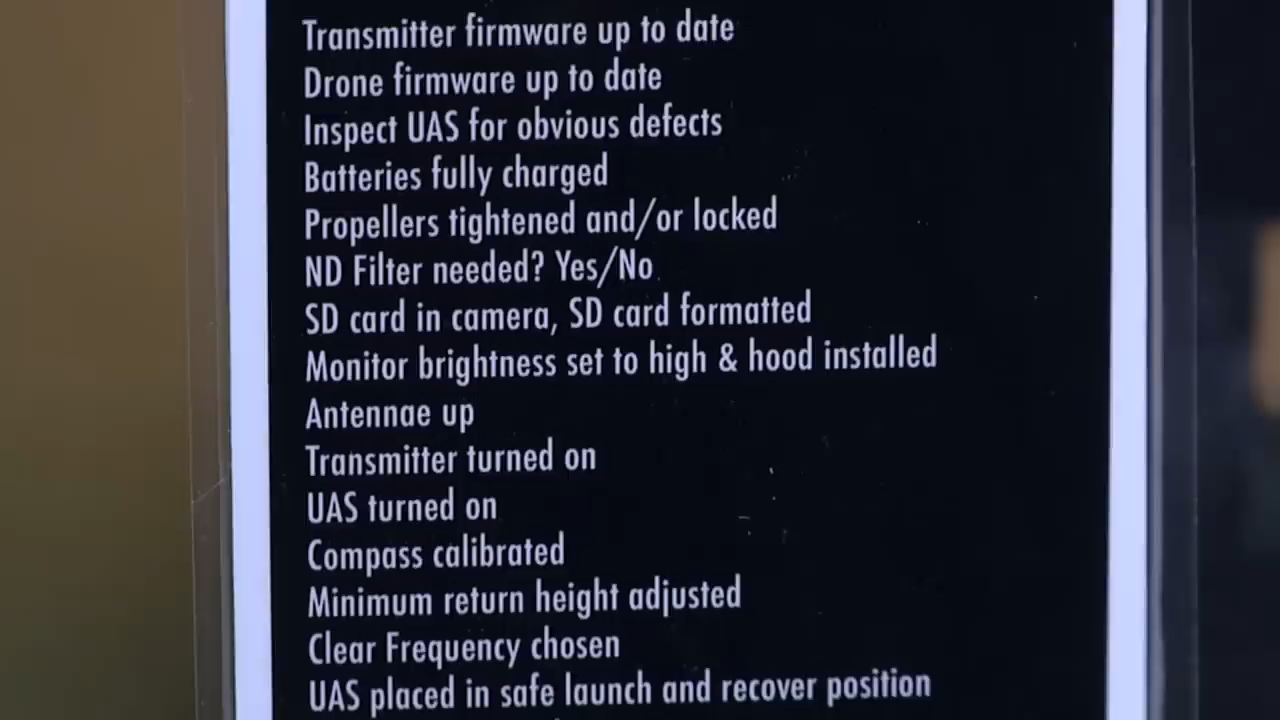 Transmitter firmware up to date
Drone firmware up to date
Inspect UAS for obvious defects
Batteries fully charged
Propellers tightened and/or locked
ND Filter needed? Yes/No
SD card in camera, SD card formatted
Monitor brightness set to high & hood installed
Antennae up
Transmitter turned on
UAS turned on
Compass calibrated
Minimum return height adjusted
Clear Frequency chosen
UAS placed in safe launch and recover position